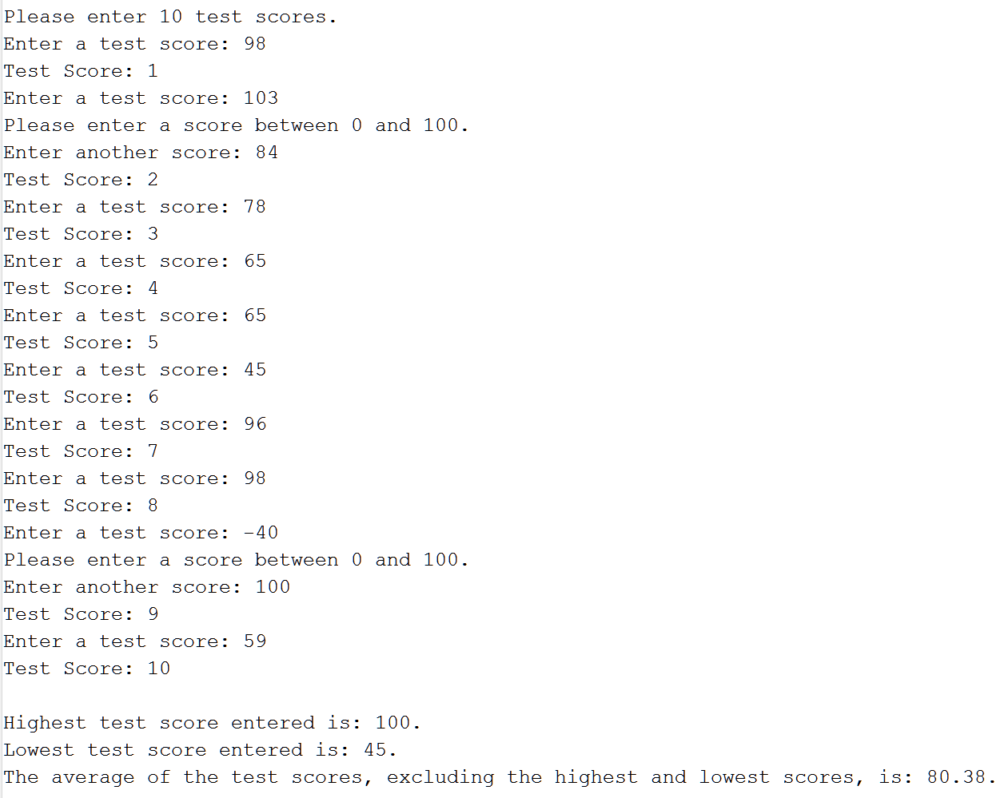 Please enter 10 test scores.
Enter a test score: 98
Test Score: 1
Enter a test score: 103
Please enter a score between 0 and 100.
Enter another score: 84
Test Score: 2
Enter a test score: 78
Test Score: 3
Enter a test score: 65
Test Score: 4
Enter a test score: 65
Test Score: 5
Enter a test score: 45
Test Score: 6
Enter a test score: 96
Test Score: 7
Enter a test score: 98
Test Score: 8
Enter a test score: -40
Please enter a score between 0 and 100.
Enter another score: 100
Test Score: 9
Enter a test score: 59
Test Score: 10
Highest test score entered is: 100.
Lowest test score entered is: 45.
The average of the test scores, excluding the highest and lowest scores, is: 80.38.